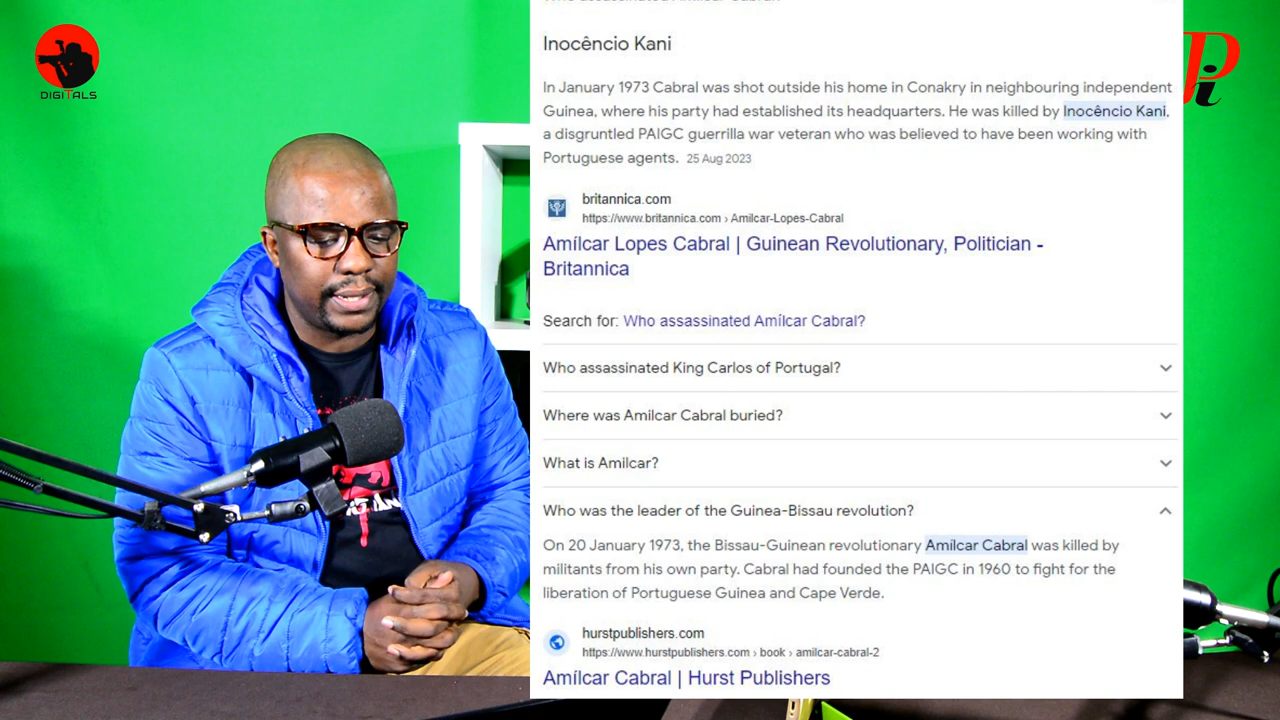 DIGITALS
Pi
Inocêncio Kani
In January 1973 Cabral was shot outside his home in Conakry in neighbouring independent
Guinea, where his party had established its headquarters. He was killed by Inocêncio Kani,
a disgruntled PAIGC guerrilla war veteran who was believed to have been working with
Portuguese agents. 25 Aug 2023
britannica.com
https://www.britannica.com › Amilcar-Lopes-Cabral
Amílcar Lopes Cabral | Guinean Revolutionary, Politician -
Britannica
Search for: Who assassinated Amílcar Cabral?
Who assassinated King Carlos of Portugal?
Where was Amilcar Cabral buried?
What is Amilcar?
Who was the leader of the Guinea-Bissau revolution?
On 20 January 1973, the Bissau-Guinean revolutionary Amílcar Cabral was killed by
militants from his own party. Cabral had founded the PAIGC in 1960 to fight for the
liberation of Portuguese Guinea and Cape Verde.
hurstpublishers.com
https://www.hurstpublishers.com › book › amilcar-cabral-2
Amílcar Cabral | Hurst Publishers